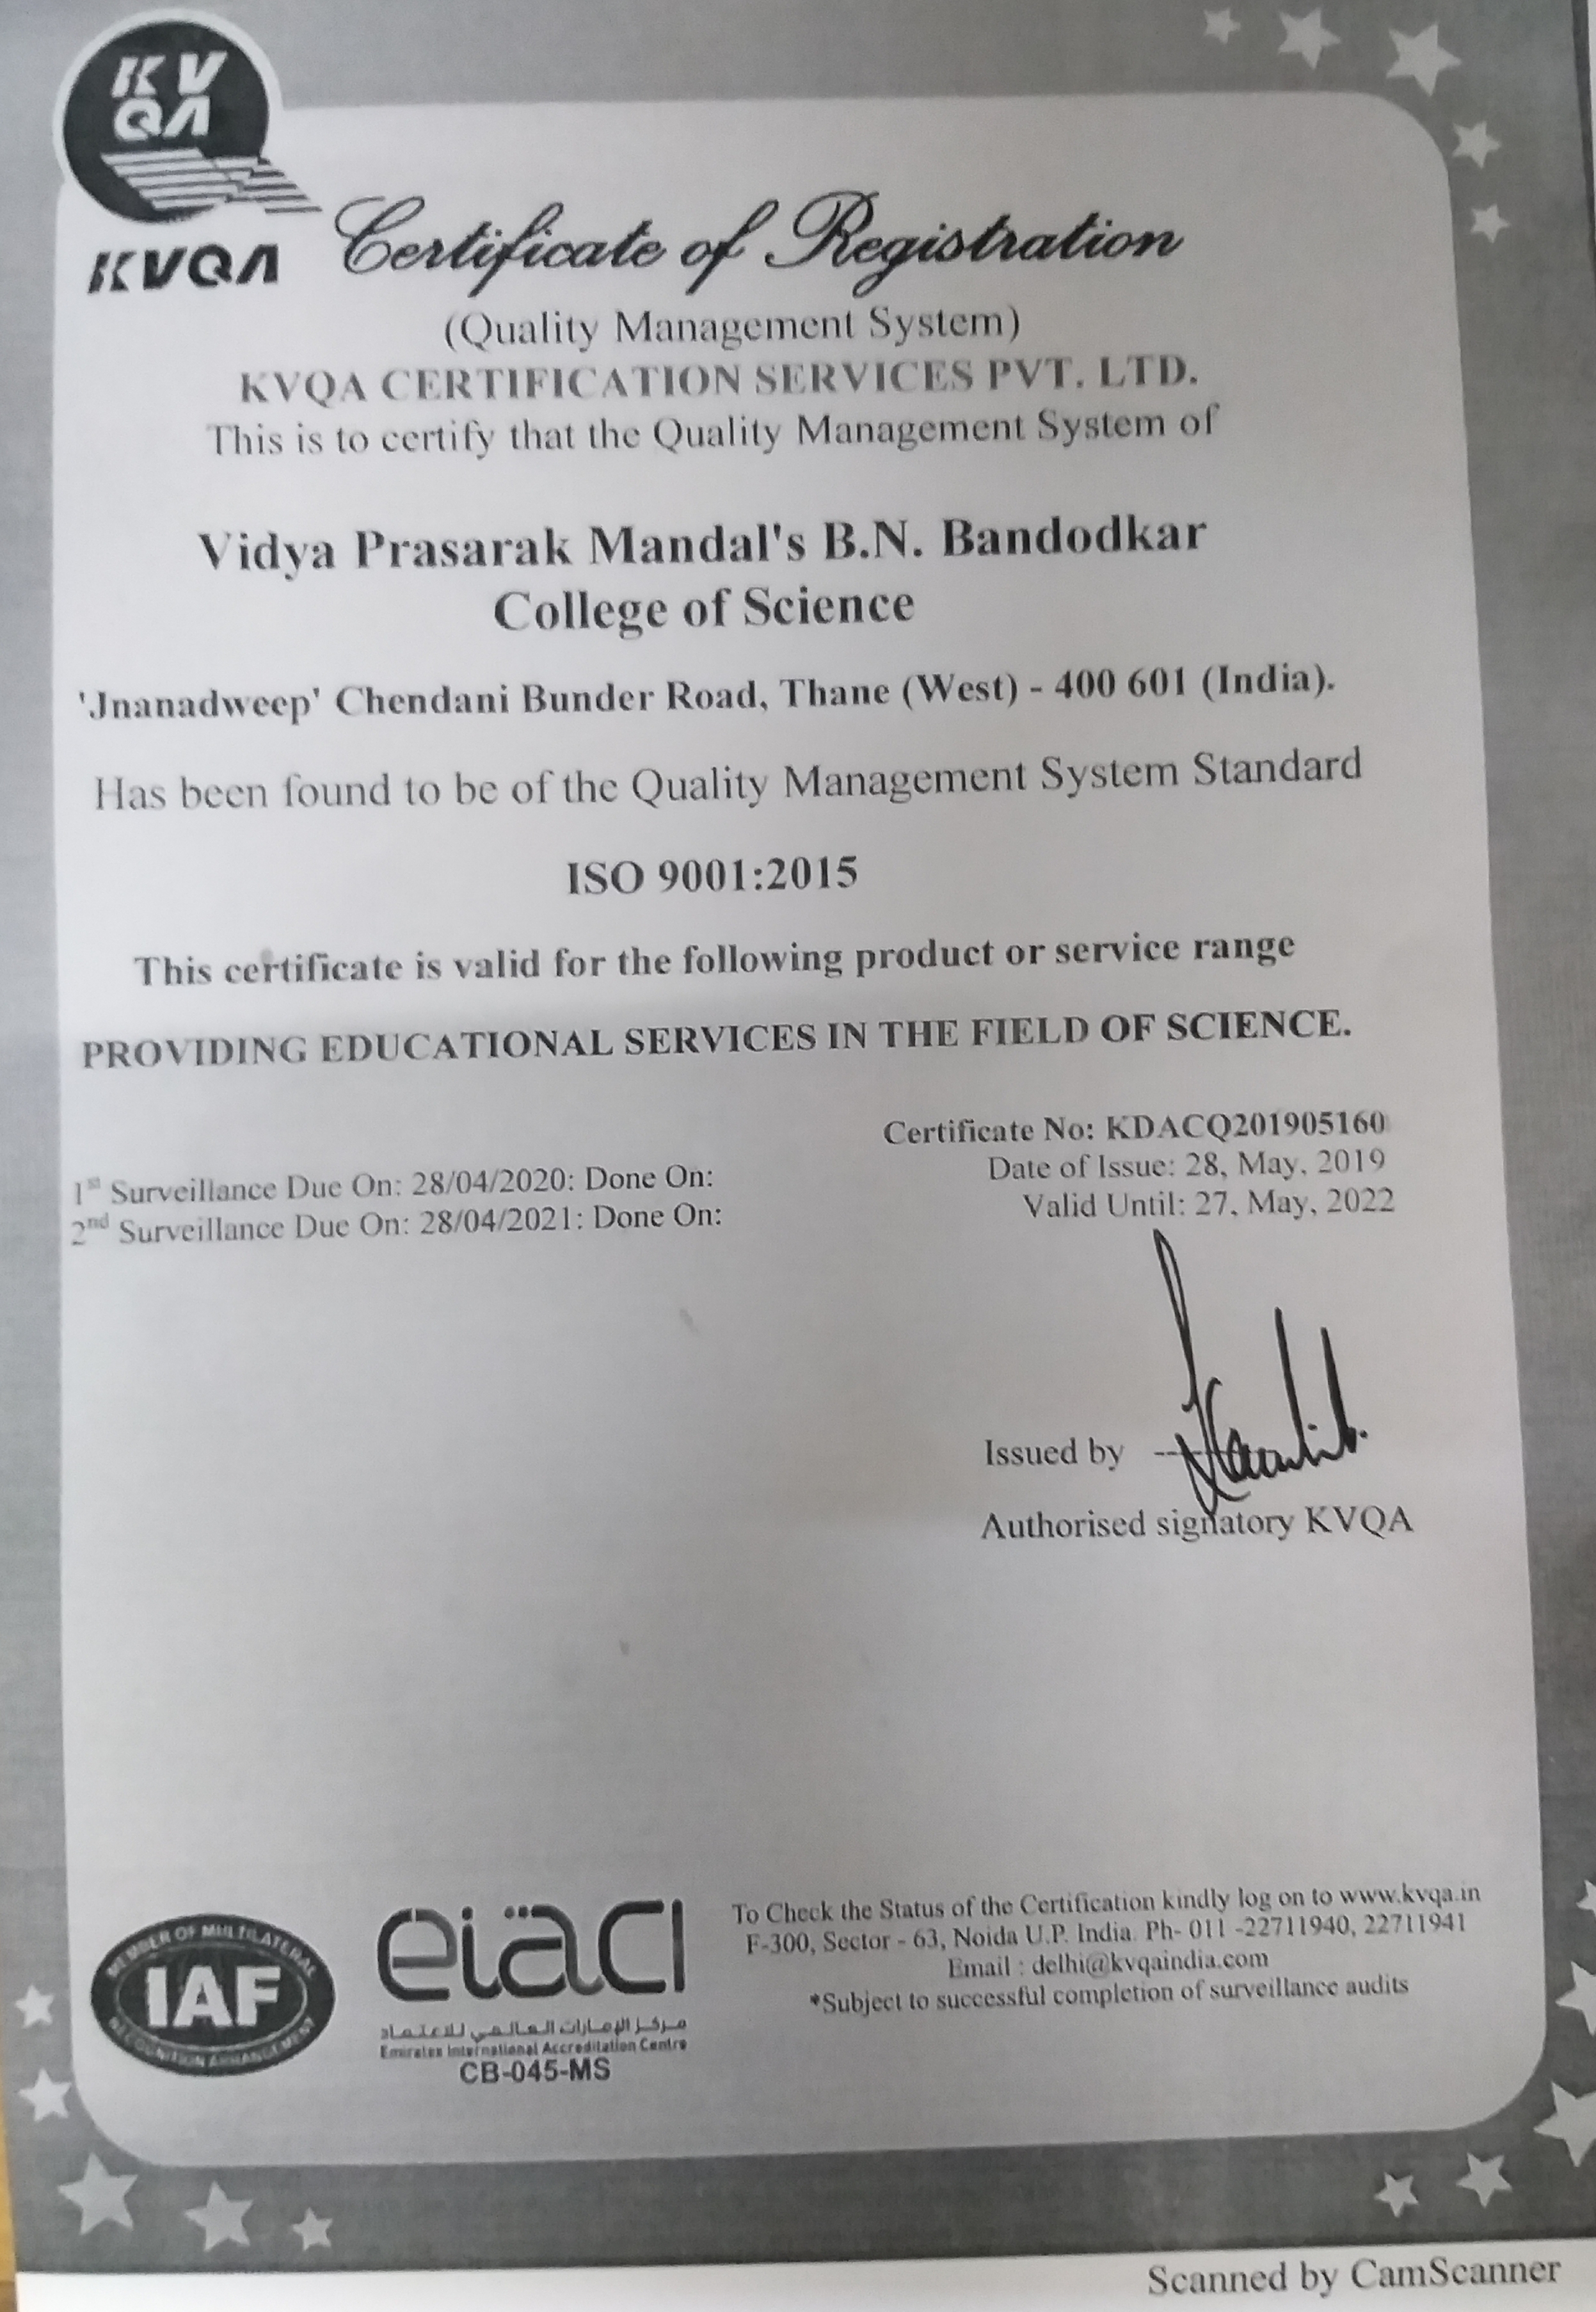 KV
QA
KVQA
Certificate of Registration
(Quality Management System)
KVQA CERTIFICATION SERVICES PVT. LTD.
This is to certify that the Quality Management System of
Vidya Prasarak Mandal's B.N. Bandodkar
College of Science
'Jnanadweep' Chendani Bunder Road, Thane (West) - 400 601 (India).
Has been found to be of the Quality Management System Standard
ISO 9001:2015
This certificate is valid for the following product or service range
PROVIDING EDUCATIONAL SERVICES IN THE FIELD OF SCIENCE.
Certificate No: KDACQ201905160
Date of Issue: 28, May, 2019
Valid Until: 27, May, 2022
1st Surveillance Due On: 28/04/2020: Done On:
2nd Surveillance Due On: 28/04/2021: Done On:
Issued by
Authorised signatory KVQA
MEMBER OF MULTILATERAL
IAF
RECOGNITION ARRANGEMENT
eiaci
مركز الإمارات العالمي للاعتماد
Emirates International Accreditation Centre
CB-045-MS
To Check the Status of the Certification kindly log on to www.kvqa.in
F-300, Sector - 63, Noida U.P. India. Ph- 011 -22711940, 22711941
Email : delhi@kvqaindia.com
*Subject to successful completion of surveillance audits
Scanned by CamScanner